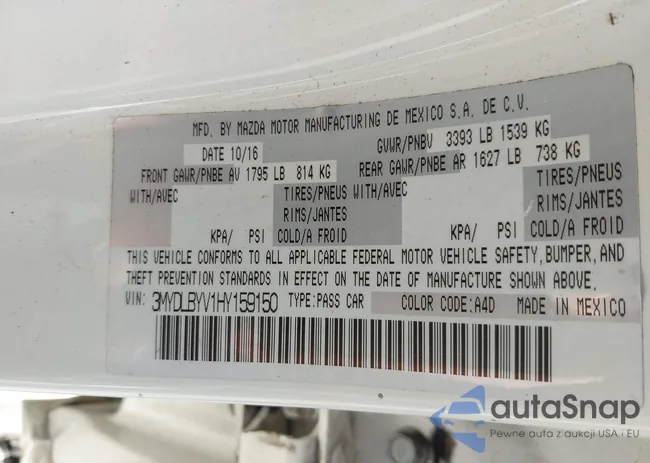 MFD. BY MAZDA MOTOR MANUFACTURING DE MEXICO S.A. DE C.V.
DATE 10/16 GVWR/PNBV 3393 LB 1539 KG
FRONT GAWR/PNBE AV 1795 LB 814 KG REAR GAWR/PNBE AR 1627 LB 738 KG
WITH/AVEC TIRES/PNEUS WITH/AVEC TIRES/PNEUS
RIMS/JANTES RIMS/JANTES
KPA/ PSI COLD/A FROID KPA/ PSI COLD/A FROID
THIS VEHICLE CONFORMS TO ALL APPLICABLE FEDERAL MOTOR VEHICLE SAFETY, BUMPER, AND
THEFT PREVENTION STANDARDS IN EFFECT ON THE DATE OF MANUFACTURE SHOWN ABOVE.
VIN: 3MYDLBYV1HY159150 TYPE:PASS CAR COLOR CODE:A4D MADE IN MEXICO
autaSnap
Pewne auta z aukcji USA i EU